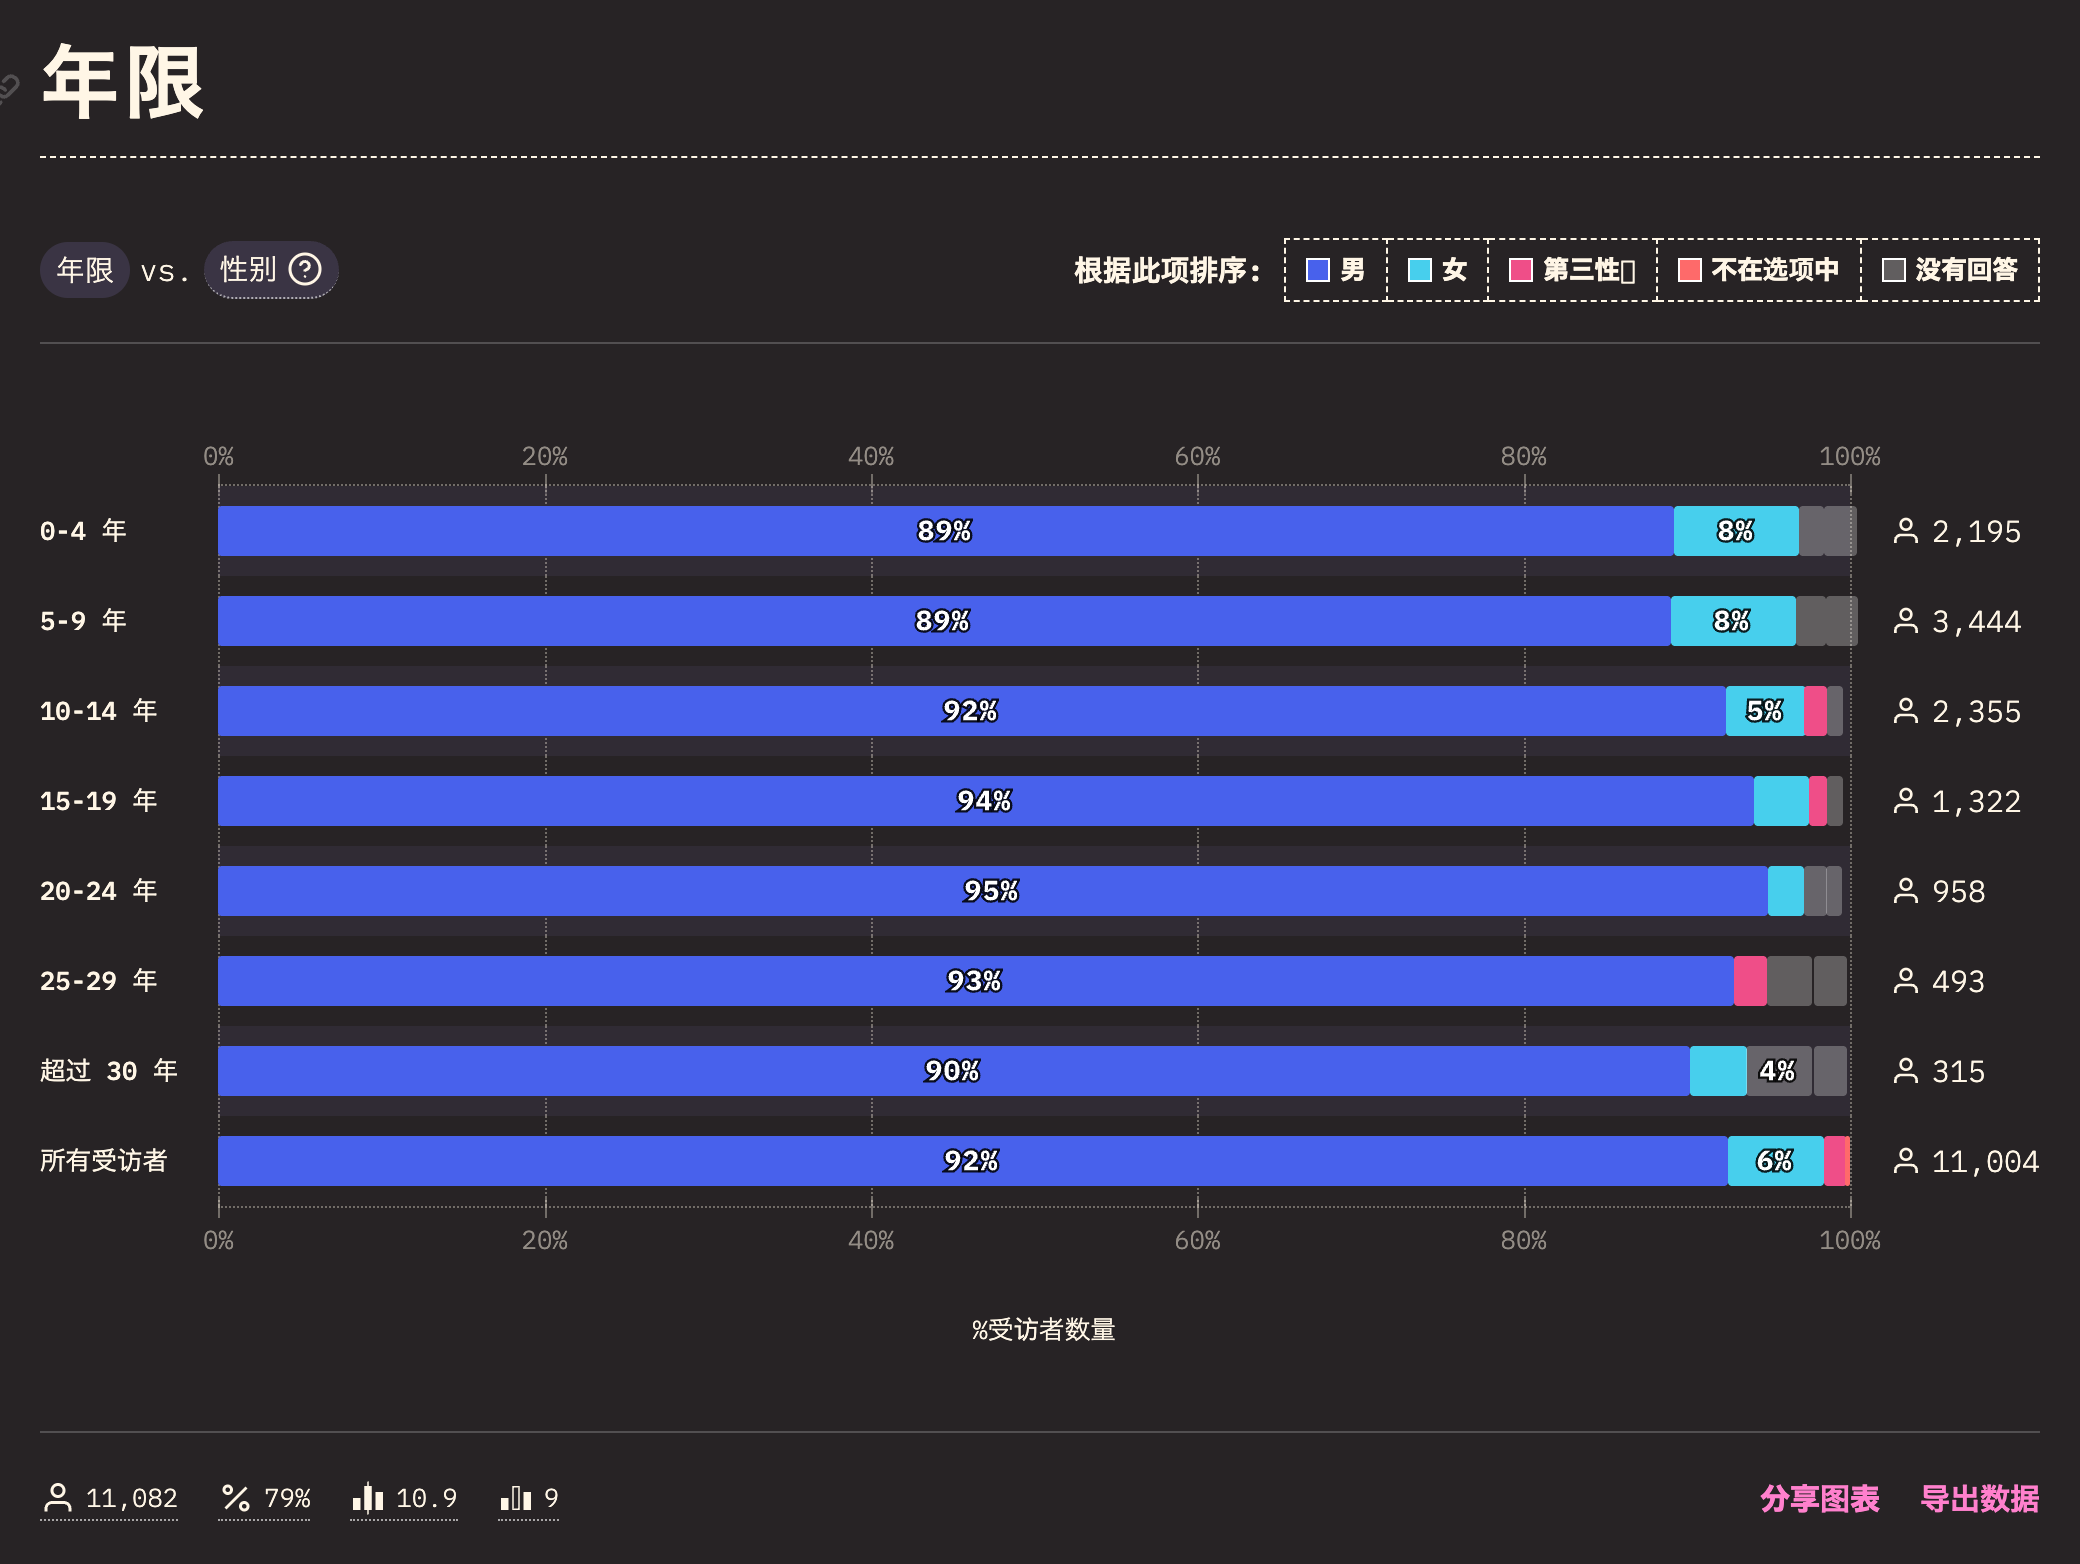 年限
年限 vs. 性别
根据此项排序: 男 女 第三性 不在选项中 没有回答
0% 20% 40% 60% 80% 100%
0-4 年 89% 8% 2,195
5-9 年 89% 8% 3,444
10-14 年 92% 5% 2,355
15-19 年 94% 1,322
20-24 年 95% 958
25-29 年 93% 493
超过 30 年 90% 4% 315
所有受访者 92% 6% 11,004
0% 20% 40% 60% 80% 100%
%受访者数量
11,082 79% 10.9 9
分享图表 导出数据